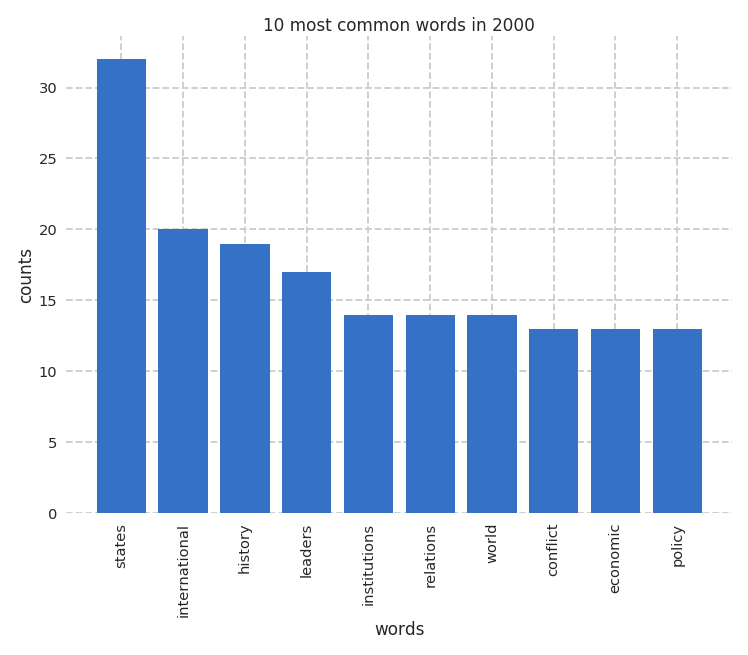 10 most common words in 2000
counts
30
25
20
15
10
5
0
states
international
history
leaders
institutions
relations
world
conflict
economic
policy
words